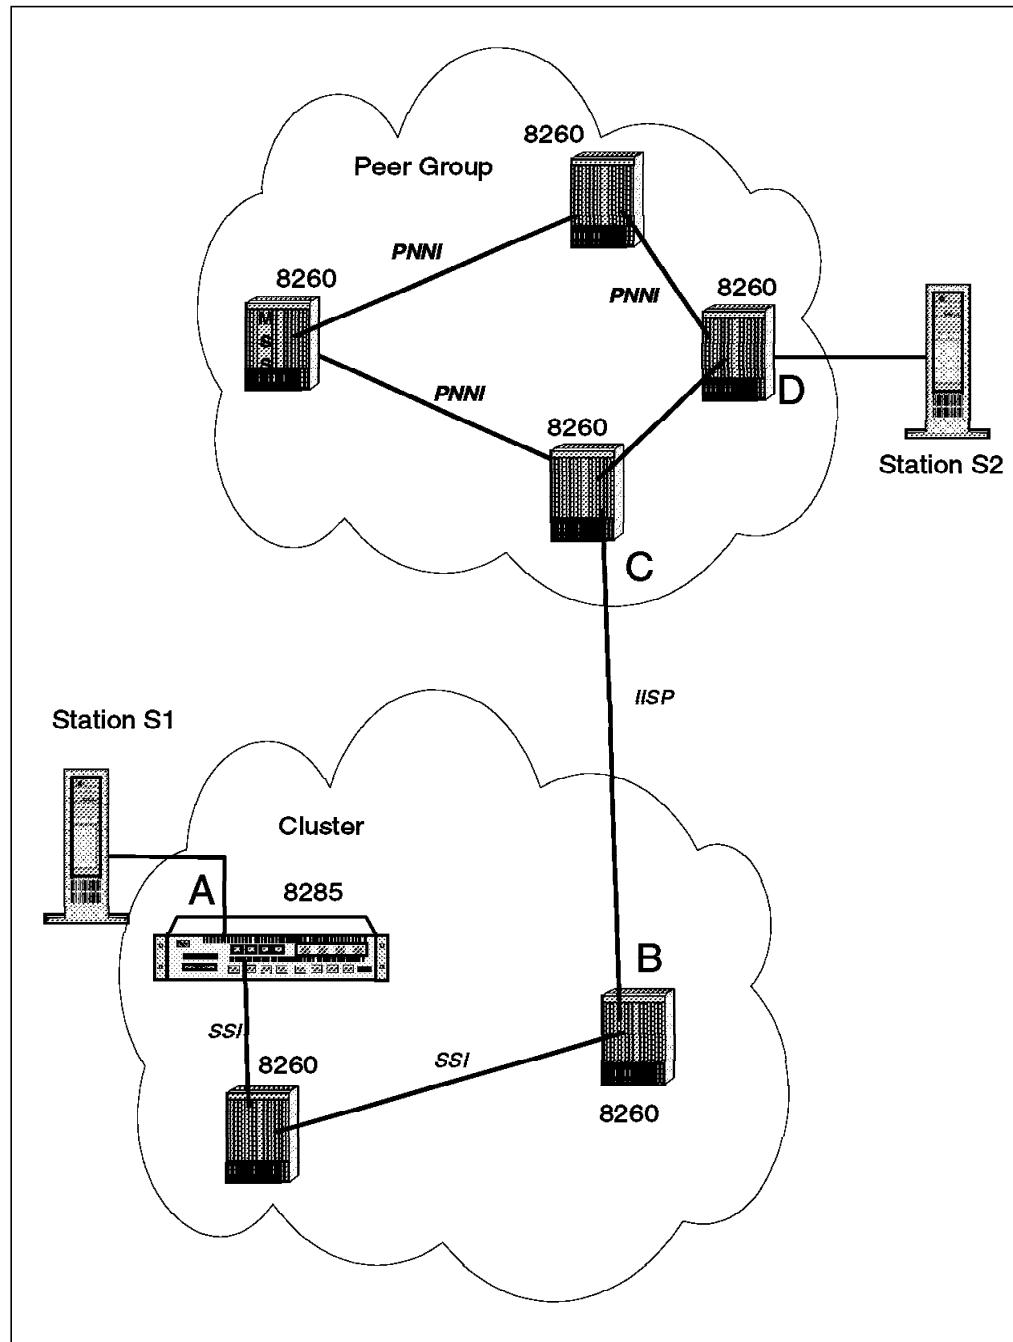 8260
Peer Group
PNNI
8260
8260
PNNI
M
S
S
PNNI
D
8260
Station S2
C
IISP
Station S1
Cluster
A
8285
B
SSI
SSI
8260
8260